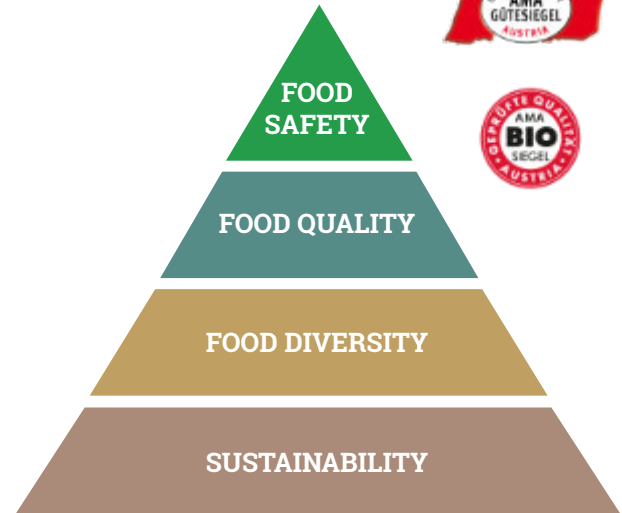 AMA
GÜTESIEGEL
AUSTRIA
FOOD
SAFETY
GEPRÜFTE QUALITÄT
AMA
BIO
SIEGEL
AUSTRIA
FOOD QUALITY
FOOD DIVERSITY
SUSTAINABILITY